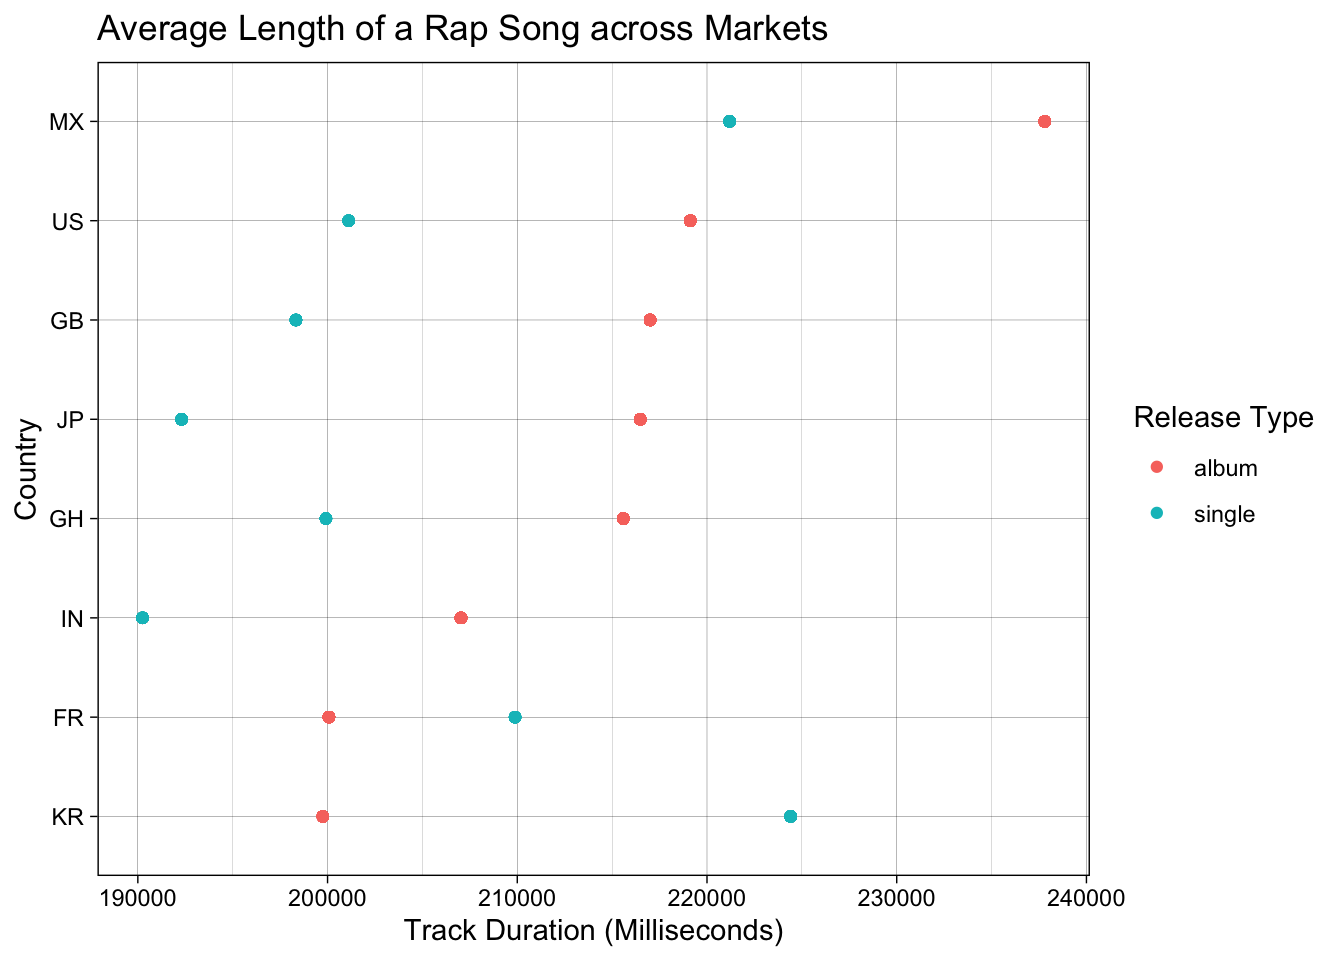 Average Length of a Rap Song across Markets
MX
US
GB
JP
GH
IN
FR
KR
Country
190000 200000 210000 220000 230000 240000
Track Duration (Milliseconds)
Release Type
album
single